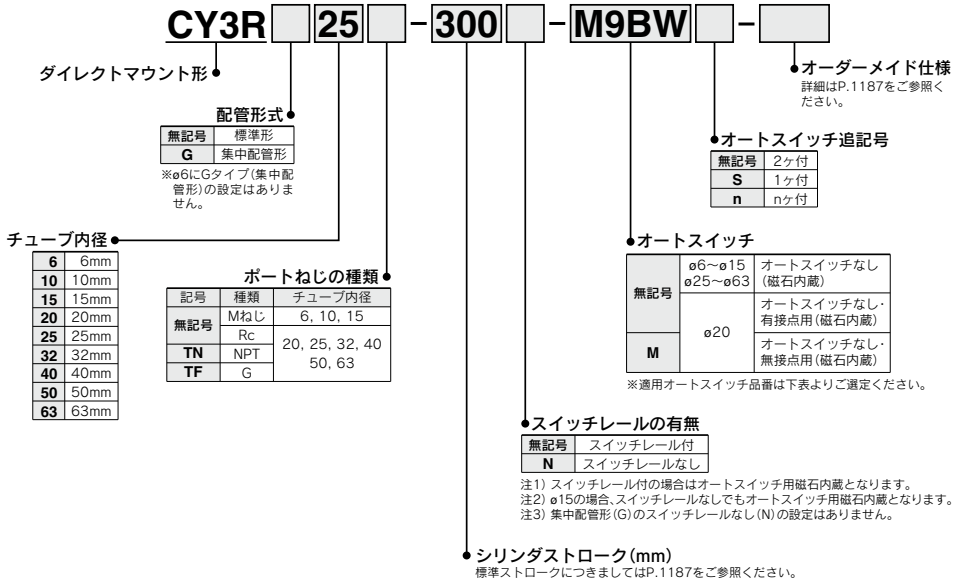 CY3R 25 - 300 - M9BW -
ダイレクトマウント形
配管形式
無記号 標準形
G 集中配管形
※ø6にGタイプ(集中配
管形)の設定はありま
せん。
チューブ内径
6 6mm
10 10mm
15 15mm
20 20mm
25 25mm
32 32mm
40 40mm
50 50mm
63 63mm
ポートねじの種類
記号 種類 チューブ内径
無記号 Mねじ 6, 10, 15
Rc 20, 25, 32, 40
50, 63
TN NPT
TF G
オーダーメイド仕様
詳細はP.1187をご参照く
ださい。
オートスイッチ追記号
無記号 2ヶ付
S 1ヶ付
n nヶ付
オートスイッチ
無記号 ø6〜ø15
ø25〜ø63 オートスイッチなし
(磁石内蔵)
ø20 オートスイッチなし・
有接点用(磁石内蔵)
M オートスイッチなし・
無接点用(磁石内蔵)
※適用オートスイッチ品番は下表よりご選定ください。
スイッチレールの有無
無記号 スイッチレール付
N スイッチレールなし
注1) スイッチレール付の場合はオートスイッチ用磁石内蔵となります。
注2) ø15の場合、スイッチレールなしでもオートスイッチ用磁石内蔵となります。
注3) 集中配管形(G)のスイッチレールなし(N)の設定はありません。
シリンダストローク(mm)
標準ストロークにつきましてはP.1187をご参照ください。